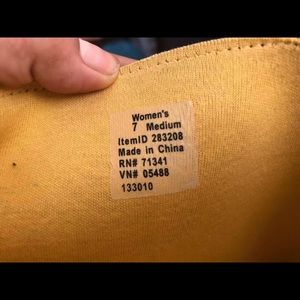 Women's
7 Medium
ItemID 283208
Made in China
RN# 71341
VN# 05488
133010